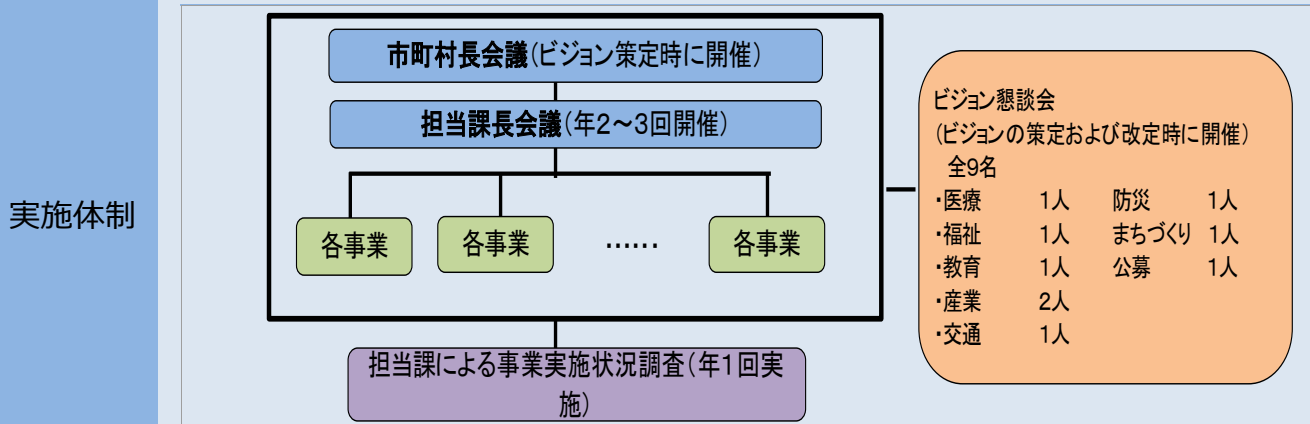 実施体制
市町村長会議(ビジョン策定時に開催)
担当課長会議(年2～3回開催)
各事業 各事業 …… 各事業
担当課による事業実施状況調査(年1回実
施)
ビジョン懇談会
(ビジョンの策定および改定時に開催)
全9名
・医療 1人 防災 1人
・福祉 1人 まちづくり 1人
・教育 1人 公募 1人
・産業 2人
・交通 1人